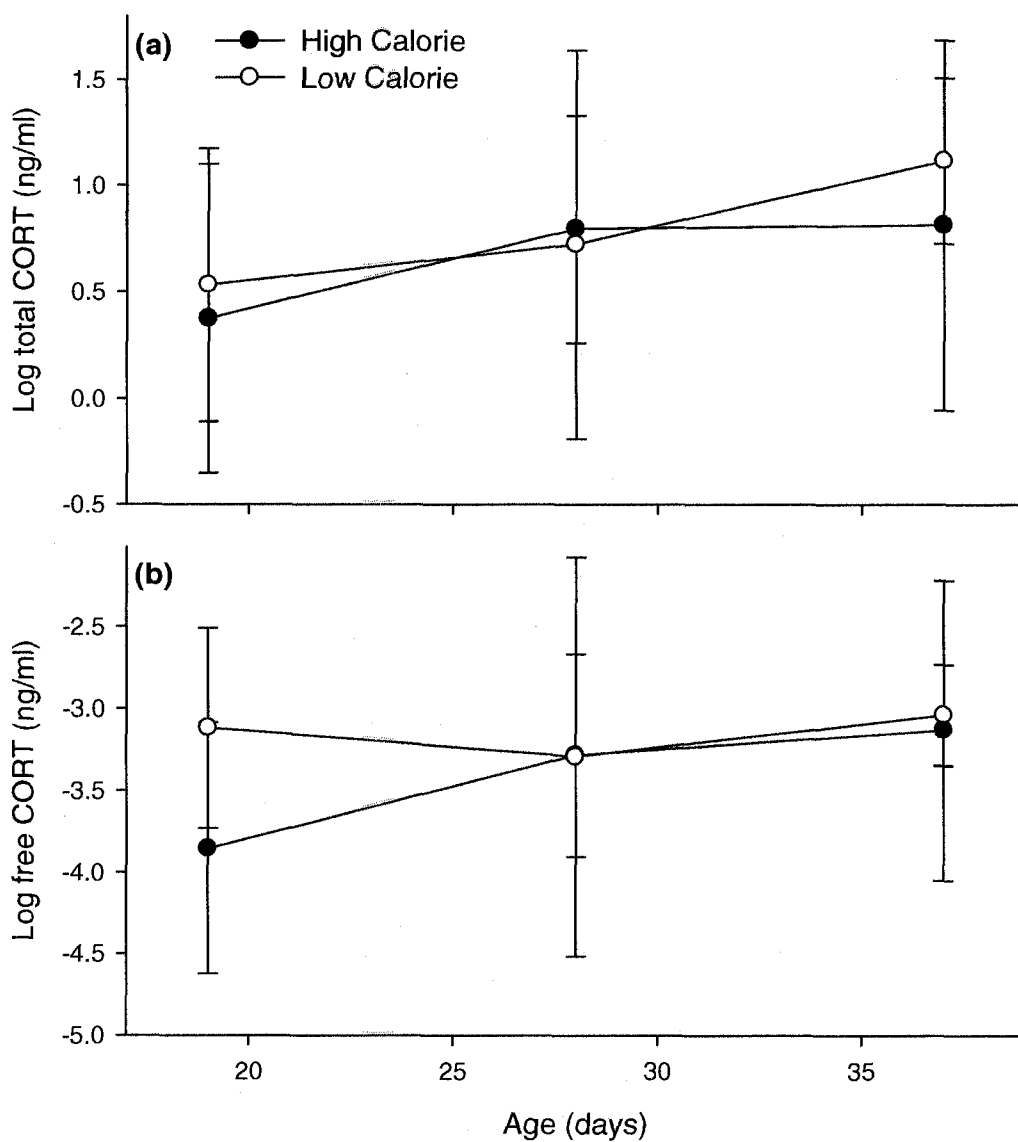 (a)
High Calorie
Low Calorie
Log total CORT (ng/ml)
1.5
1.0
0.5
0.0
-0.5
(b)
Log free CORT (ng/ml)
-2.5
-3.0
-3.5
-4.0
-4.5
-5.0
20
25
30
35
Age (days)